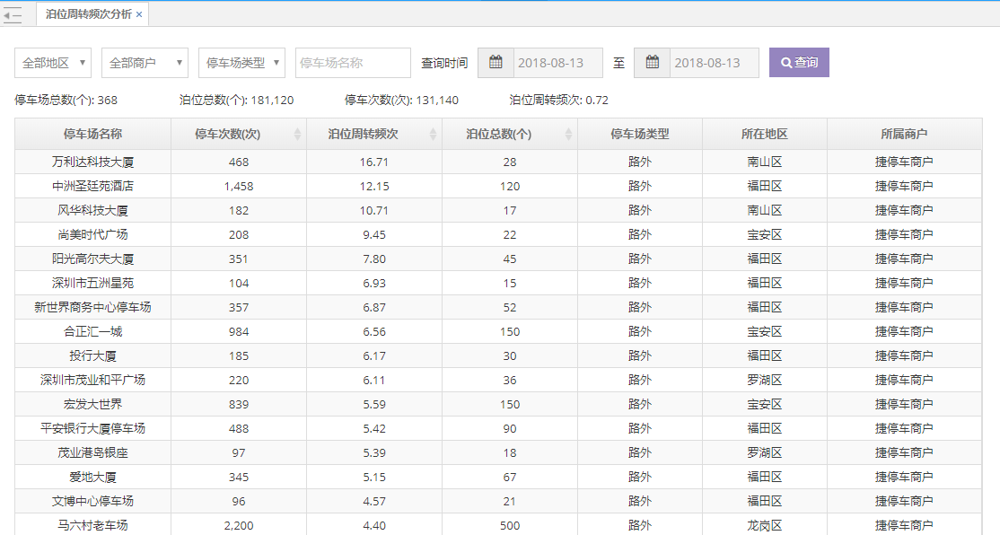 泊位周转频次分析 ×
全部地区 全部商户 停车场类型 停车场名称 查询时间 2018-08-13 至 2018-08-13 查询
停车场总数(个): 368 泊位总数(个): 181,120 停车次数(次): 131,140 泊位周转频次: 0.72
停车场名称 停车次数(次) 泊位周转频次 泊位总数(个) 停车场类型 所在地区 所属商户
万利达科技大厦 468 16.71 28 路外 南山区 捷停车商户
中洲圣廷苑酒店 1,458 12.15 120 路外 福田区 捷停车商户
风华科技大厦 182 10.71 17 路外 南山区 捷停车商户
尚美时代广场 208 9.45 22 路外 宝安区 捷停车商户
阳光高尔夫大厦 351 7.80 45 路外 福田区 捷停车商户
深圳市五洲星苑 104 6.93 15 路外 福田区 捷停车商户
新世界商务中心停车场 357 6.87 52 路外 福田区 捷停车商户
合正汇一城 984 6.56 150 路外 宝安区 捷停车商户
投行大厦 185 6.17 30 路外 福田区 捷停车商户
深圳市茂业和平广场 220 6.11 36 路外 罗湖区 捷停车商户
宏发大世界 839 5.59 150 路外 宝安区 捷停车商户
平安银行大厦停车场 488 5.42 90 路外 福田区 捷停车商户
茂业港岛银座 97 5.39 18 路外 罗湖区 捷停车商户
爱地大厦 345 5.15 67 路外 福田区 捷停车商户
文博中心停车场 96 4.57 21 路外 福田区 捷停车商户
马六村老车场 2,200 4.40 500 路外 龙岗区 捷停车商户